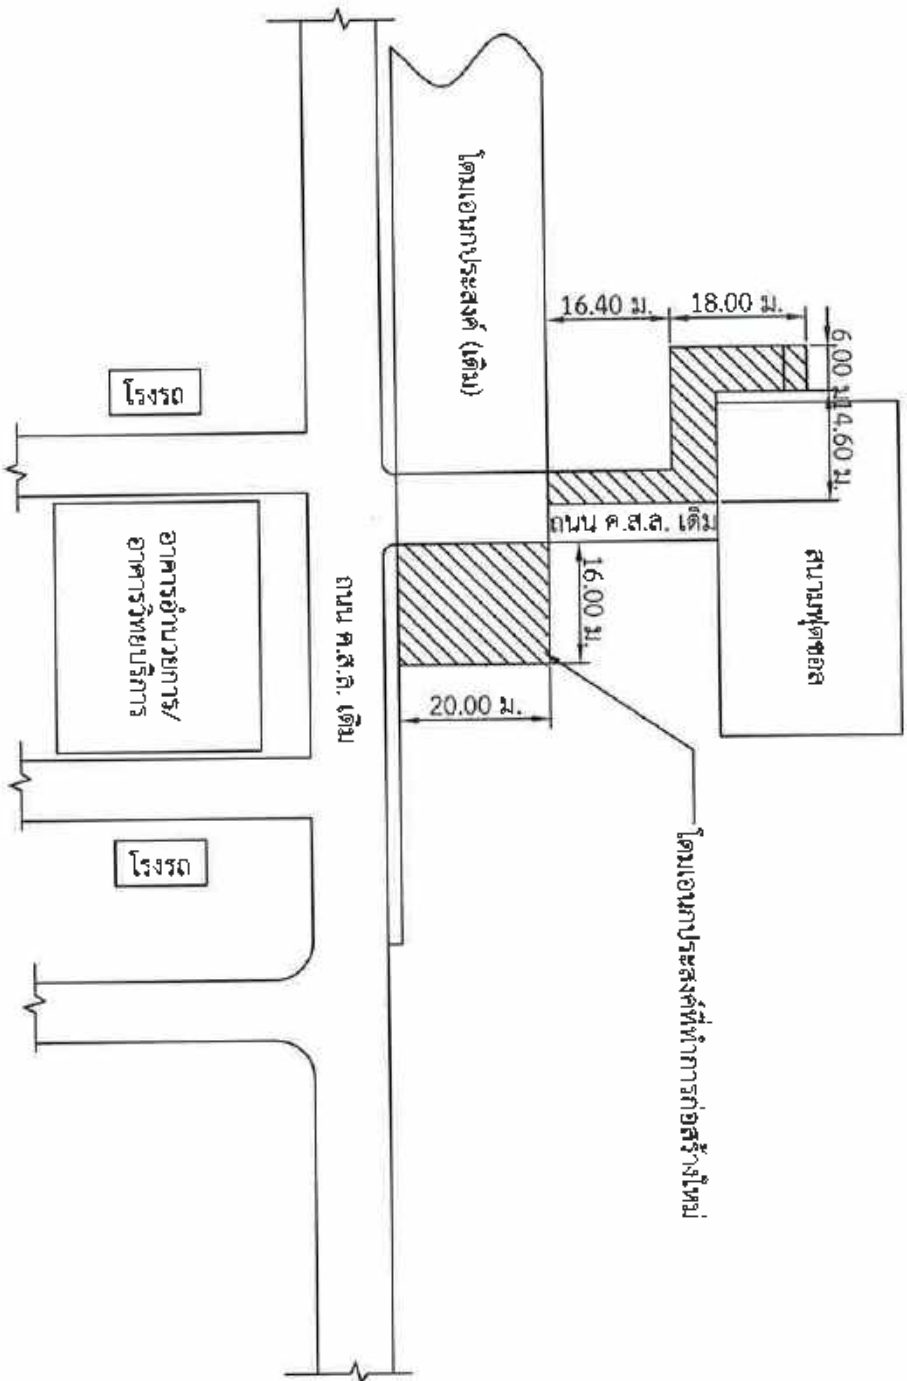 โดมเอนกประสงค์ (เดิม)
16.40 ม.
18.00 ม.
6.00 ม.
14.60 ม.
โรงรถ
ถนน ค.ส.ล. เดิม
สนามฟุตซอล
16.00 ม.
อาคารอำนวยการ/
อาคารวิทยบริการ
ถนน ค.ส.ล. เดิม
20.00 ม.
โรงรถ
โดมเอนกประสงค์ที่ทำการก่อสร้างใหม่